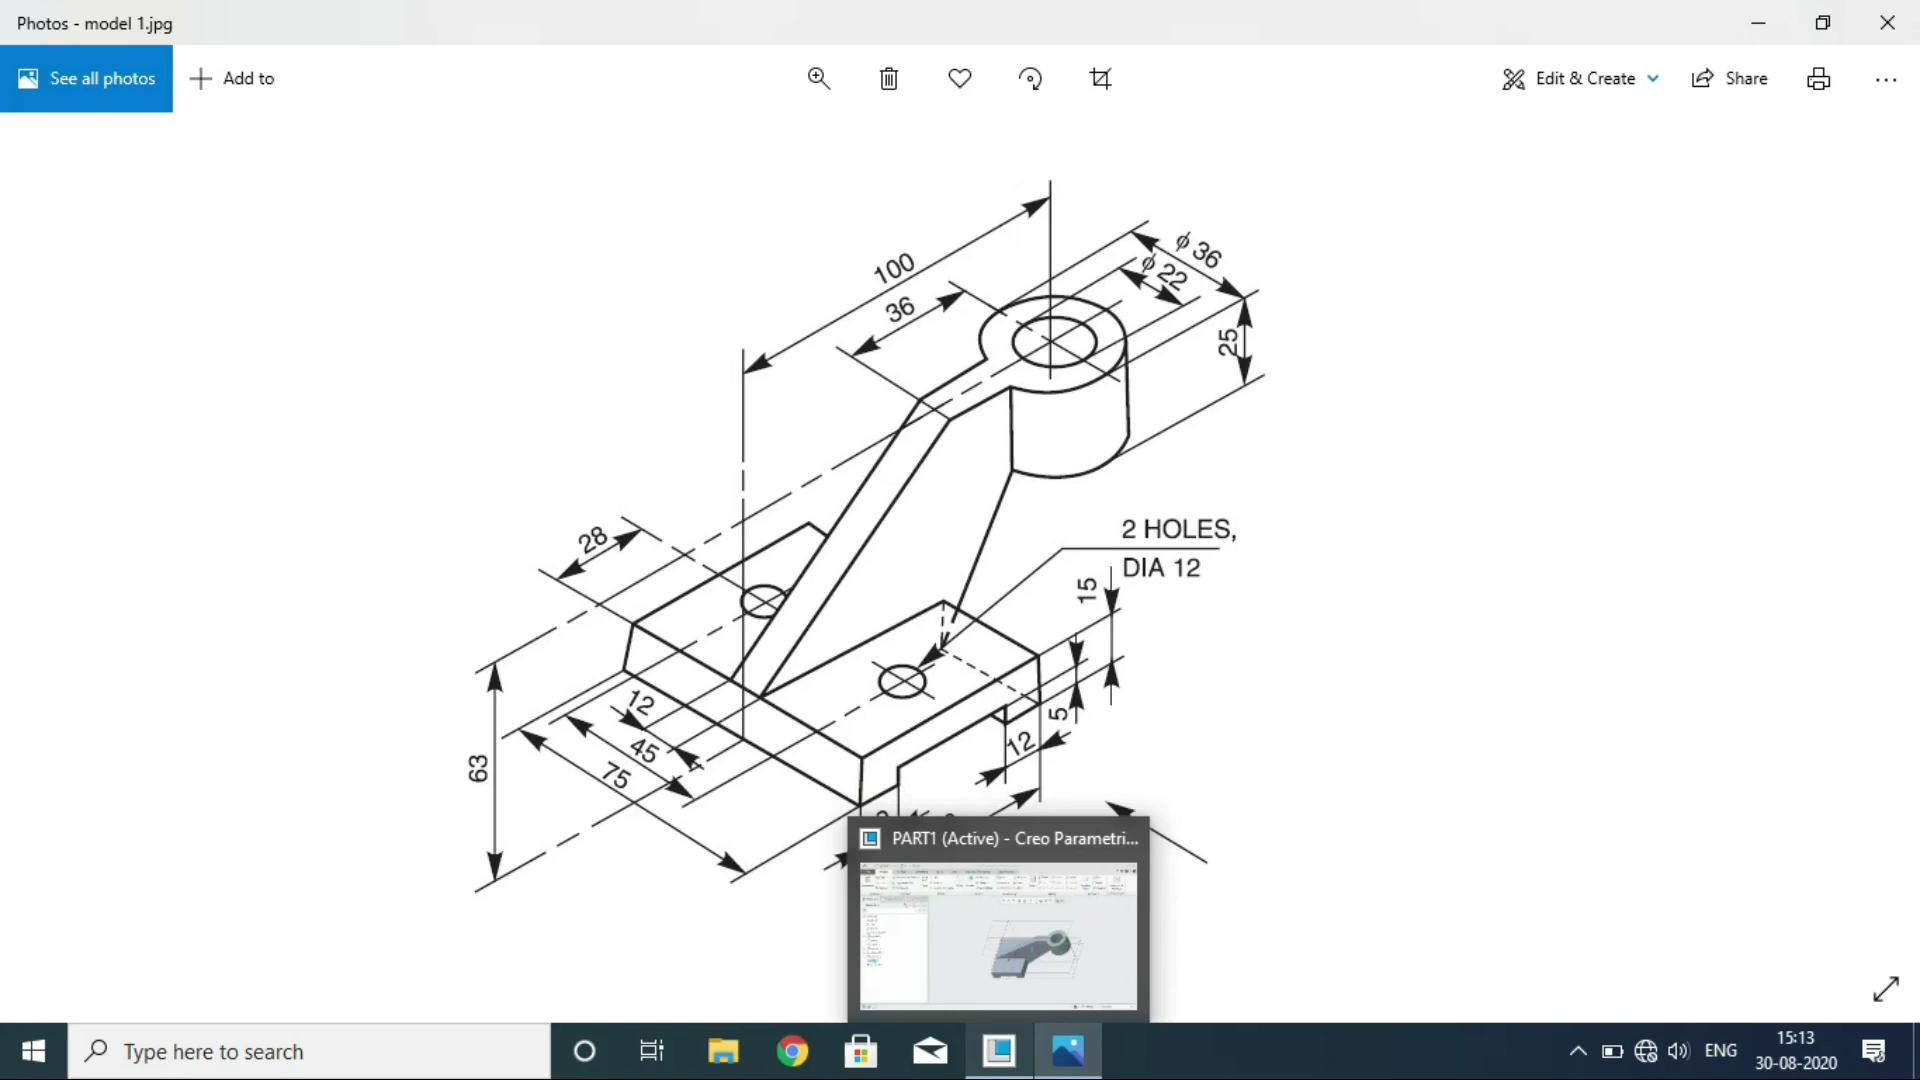 Photos - model 1.jpg
See all photos
Add to
Edit & Create
Share
100
ϕ 36
ϕ 22
36
25
28
2 HOLES,
DIA 12
15
12
5
45
12
75
63
PART1 (Active) - Creo Parametri...
Type here to search
ENG
15:13
30-08-2020